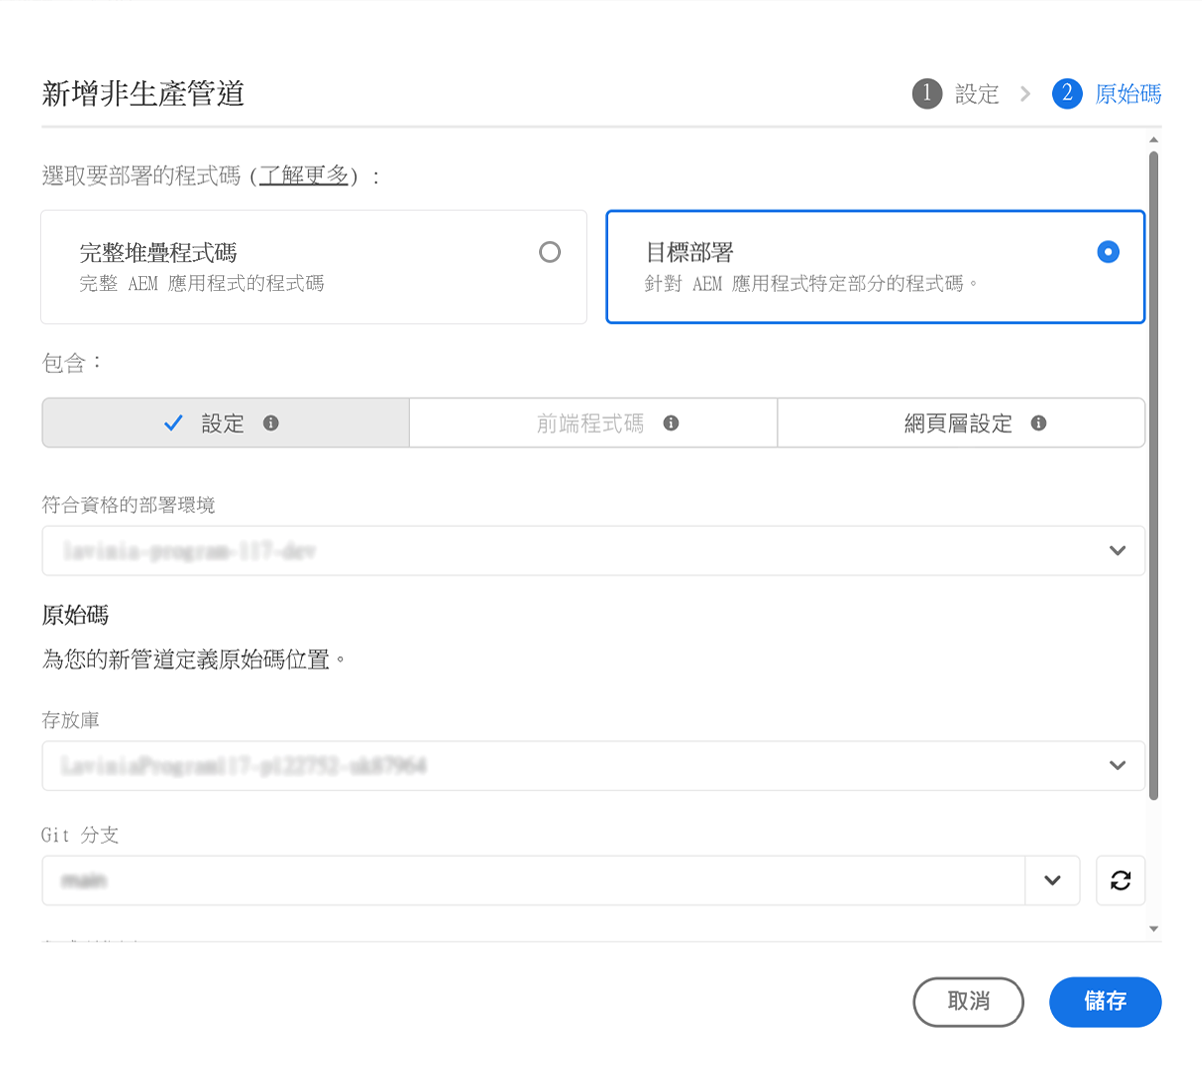 新增非生產管道
1 設定 > 2 原始碼
選取要部署的程式碼 (了解更多) :
完整堆疊程式碼
完整 AEM 應用程式的程式碼
目標部署
針對 AEM 應用程式特定部分的程式碼。
包含：
設定
前端程式碼
網頁層設定
符合資格的部署環境
lavinia-program-117-dev
原始碼
為您的新管道定義原始碼位置。
存放庫
Git 分支
main
取消
儲存